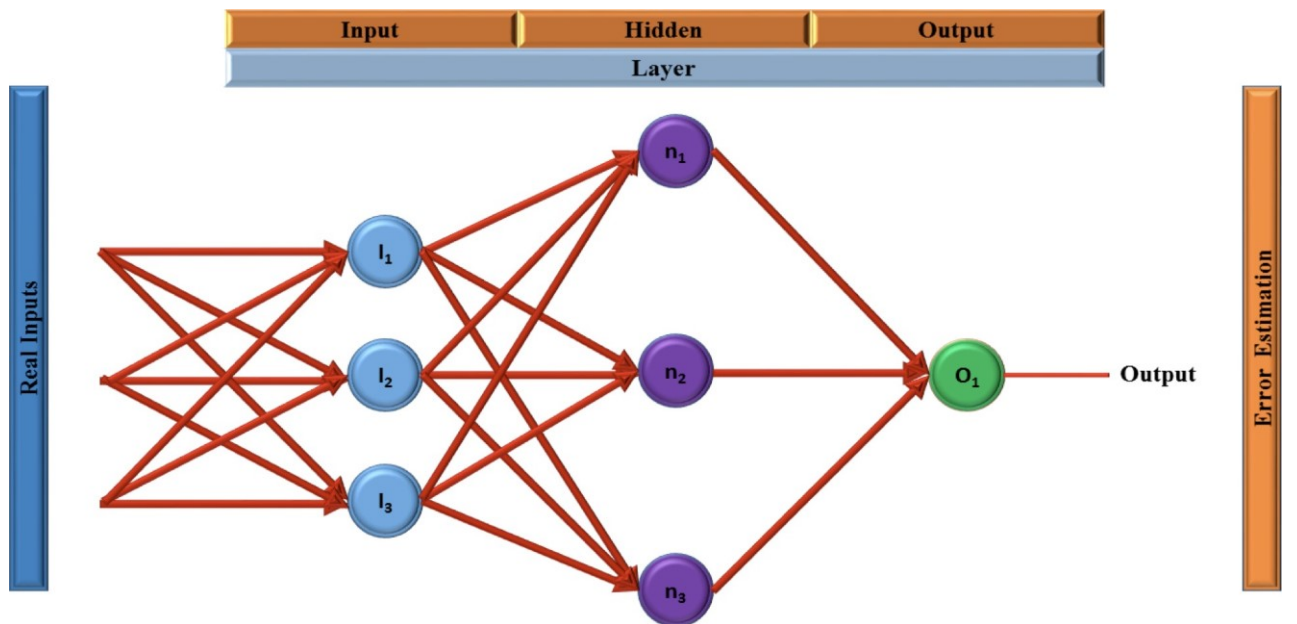 Input
Hidden
Output
Layer
Real Inputs
I₁
I₂
I₃
n₁
n₂
n₃
O₁
Output
Error Estimation